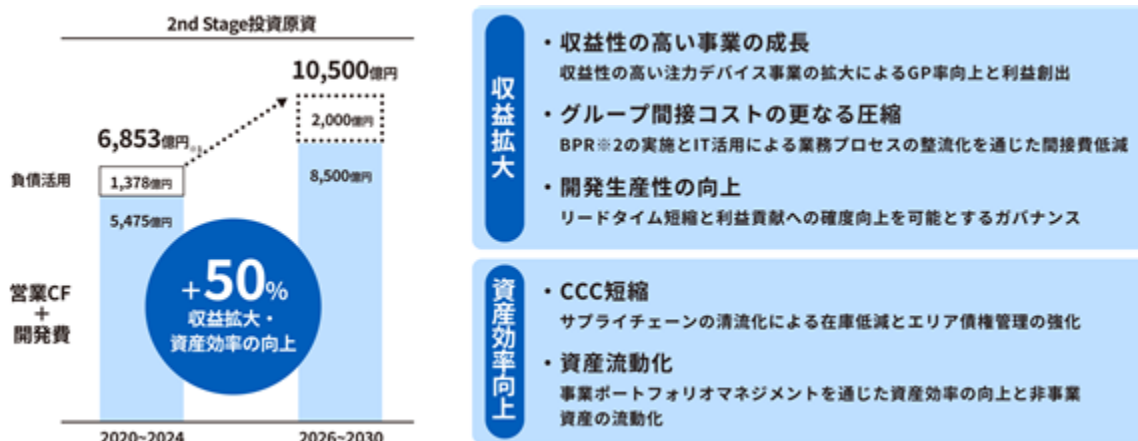 2nd Stage投資原資
10,500億円
2,000億円
8,500億円
6,853億円
負債活用
1,378億円
5,475億円
営業CF
+
開発費
+50%
収益拡大・
資産効率の向上
2020~2024
2026~2030
収益拡大
・収益性の高い事業の成長
収益性の高い注力デバイス事業の拡大によるGP率向上と利益創出
・グループ間接コストの更なる圧縮
BPR※2の実施とIT活用による業務プロセスの整流化を通じた間接費低減
・開発生産性の向上
リードタイム短縮と利益貢献への確度向上を可能とするガバナンス
資産効率向上
・CCC短縮
サプライチェーンの清流化による在庫低減とエリア債権管理の強化
・資産流動化
事業ポートフォリオマネジメントを通じた資産効率の向上と非事業
資産の流動化